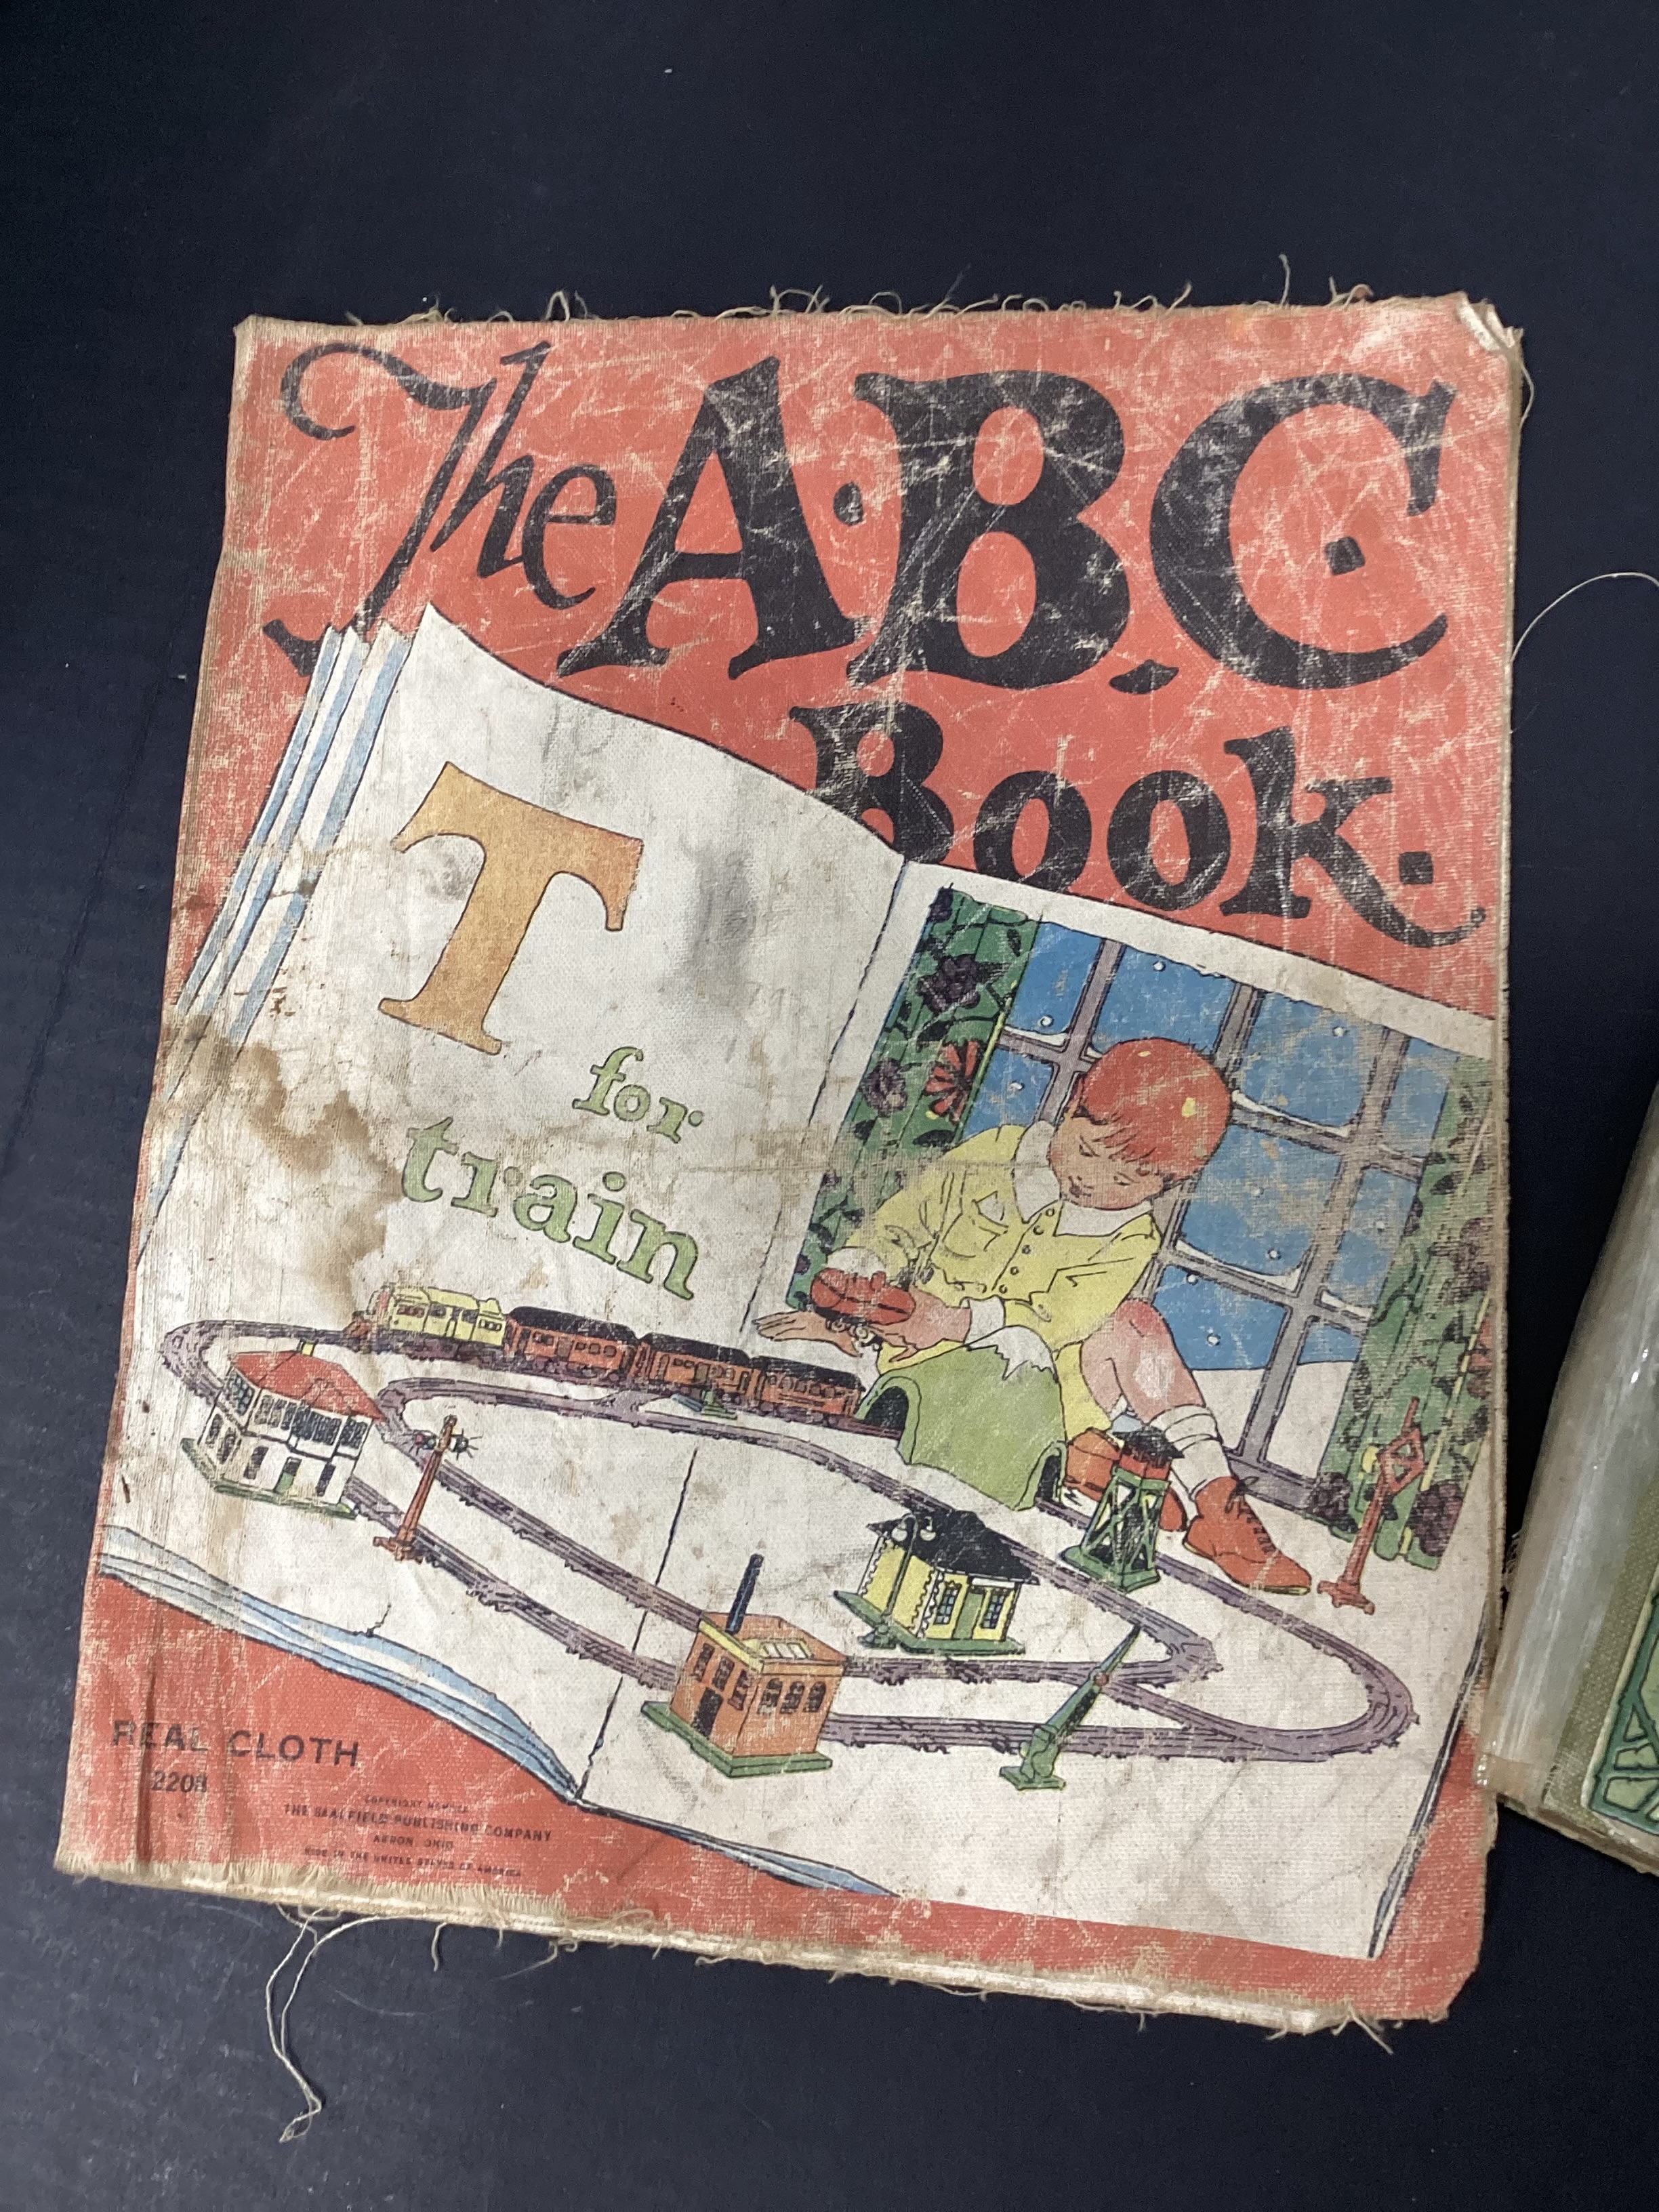 The A.B.C
Book.
T
for
train
REAL CLOTH
2208
THE SAALFIELD PUBLISHING COMPANY
AKRON OHIO
MADE IN THE UNITED STATES OF AMERICA